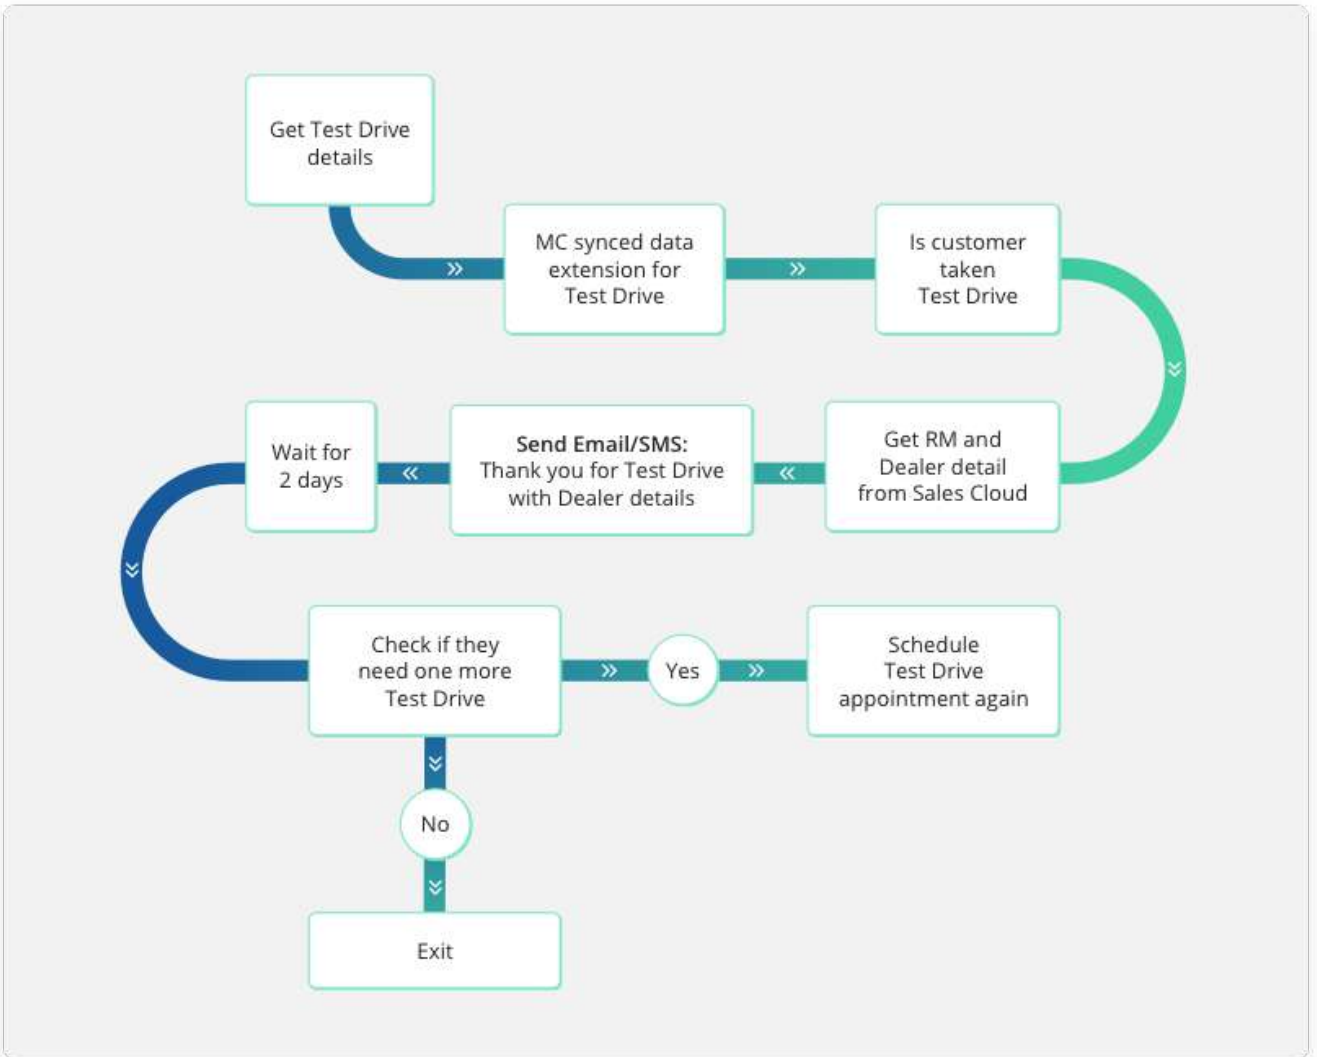 Get Test Drive
details
MC synced data
extension for
Test Drive
Is customer
taken
Test Drive
Get RM and
Dealer detail
from Sales Cloud
Send Email/SMS:
Thank you for Test Drive
with Dealer details
Wait for
2 days
Check if they
need one more
Test Drive
Yes
Schedule
Test Drive
appointment again
No
Exit